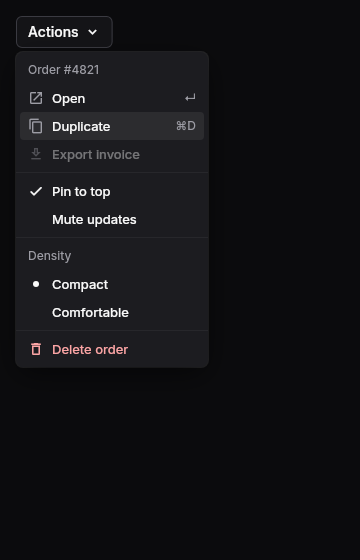 Actions
Order #4821
Open ↵
Duplicate ⌘D
Export invoice
Pin to top
Mute updates
Density
Compact
Comfortable
Delete order